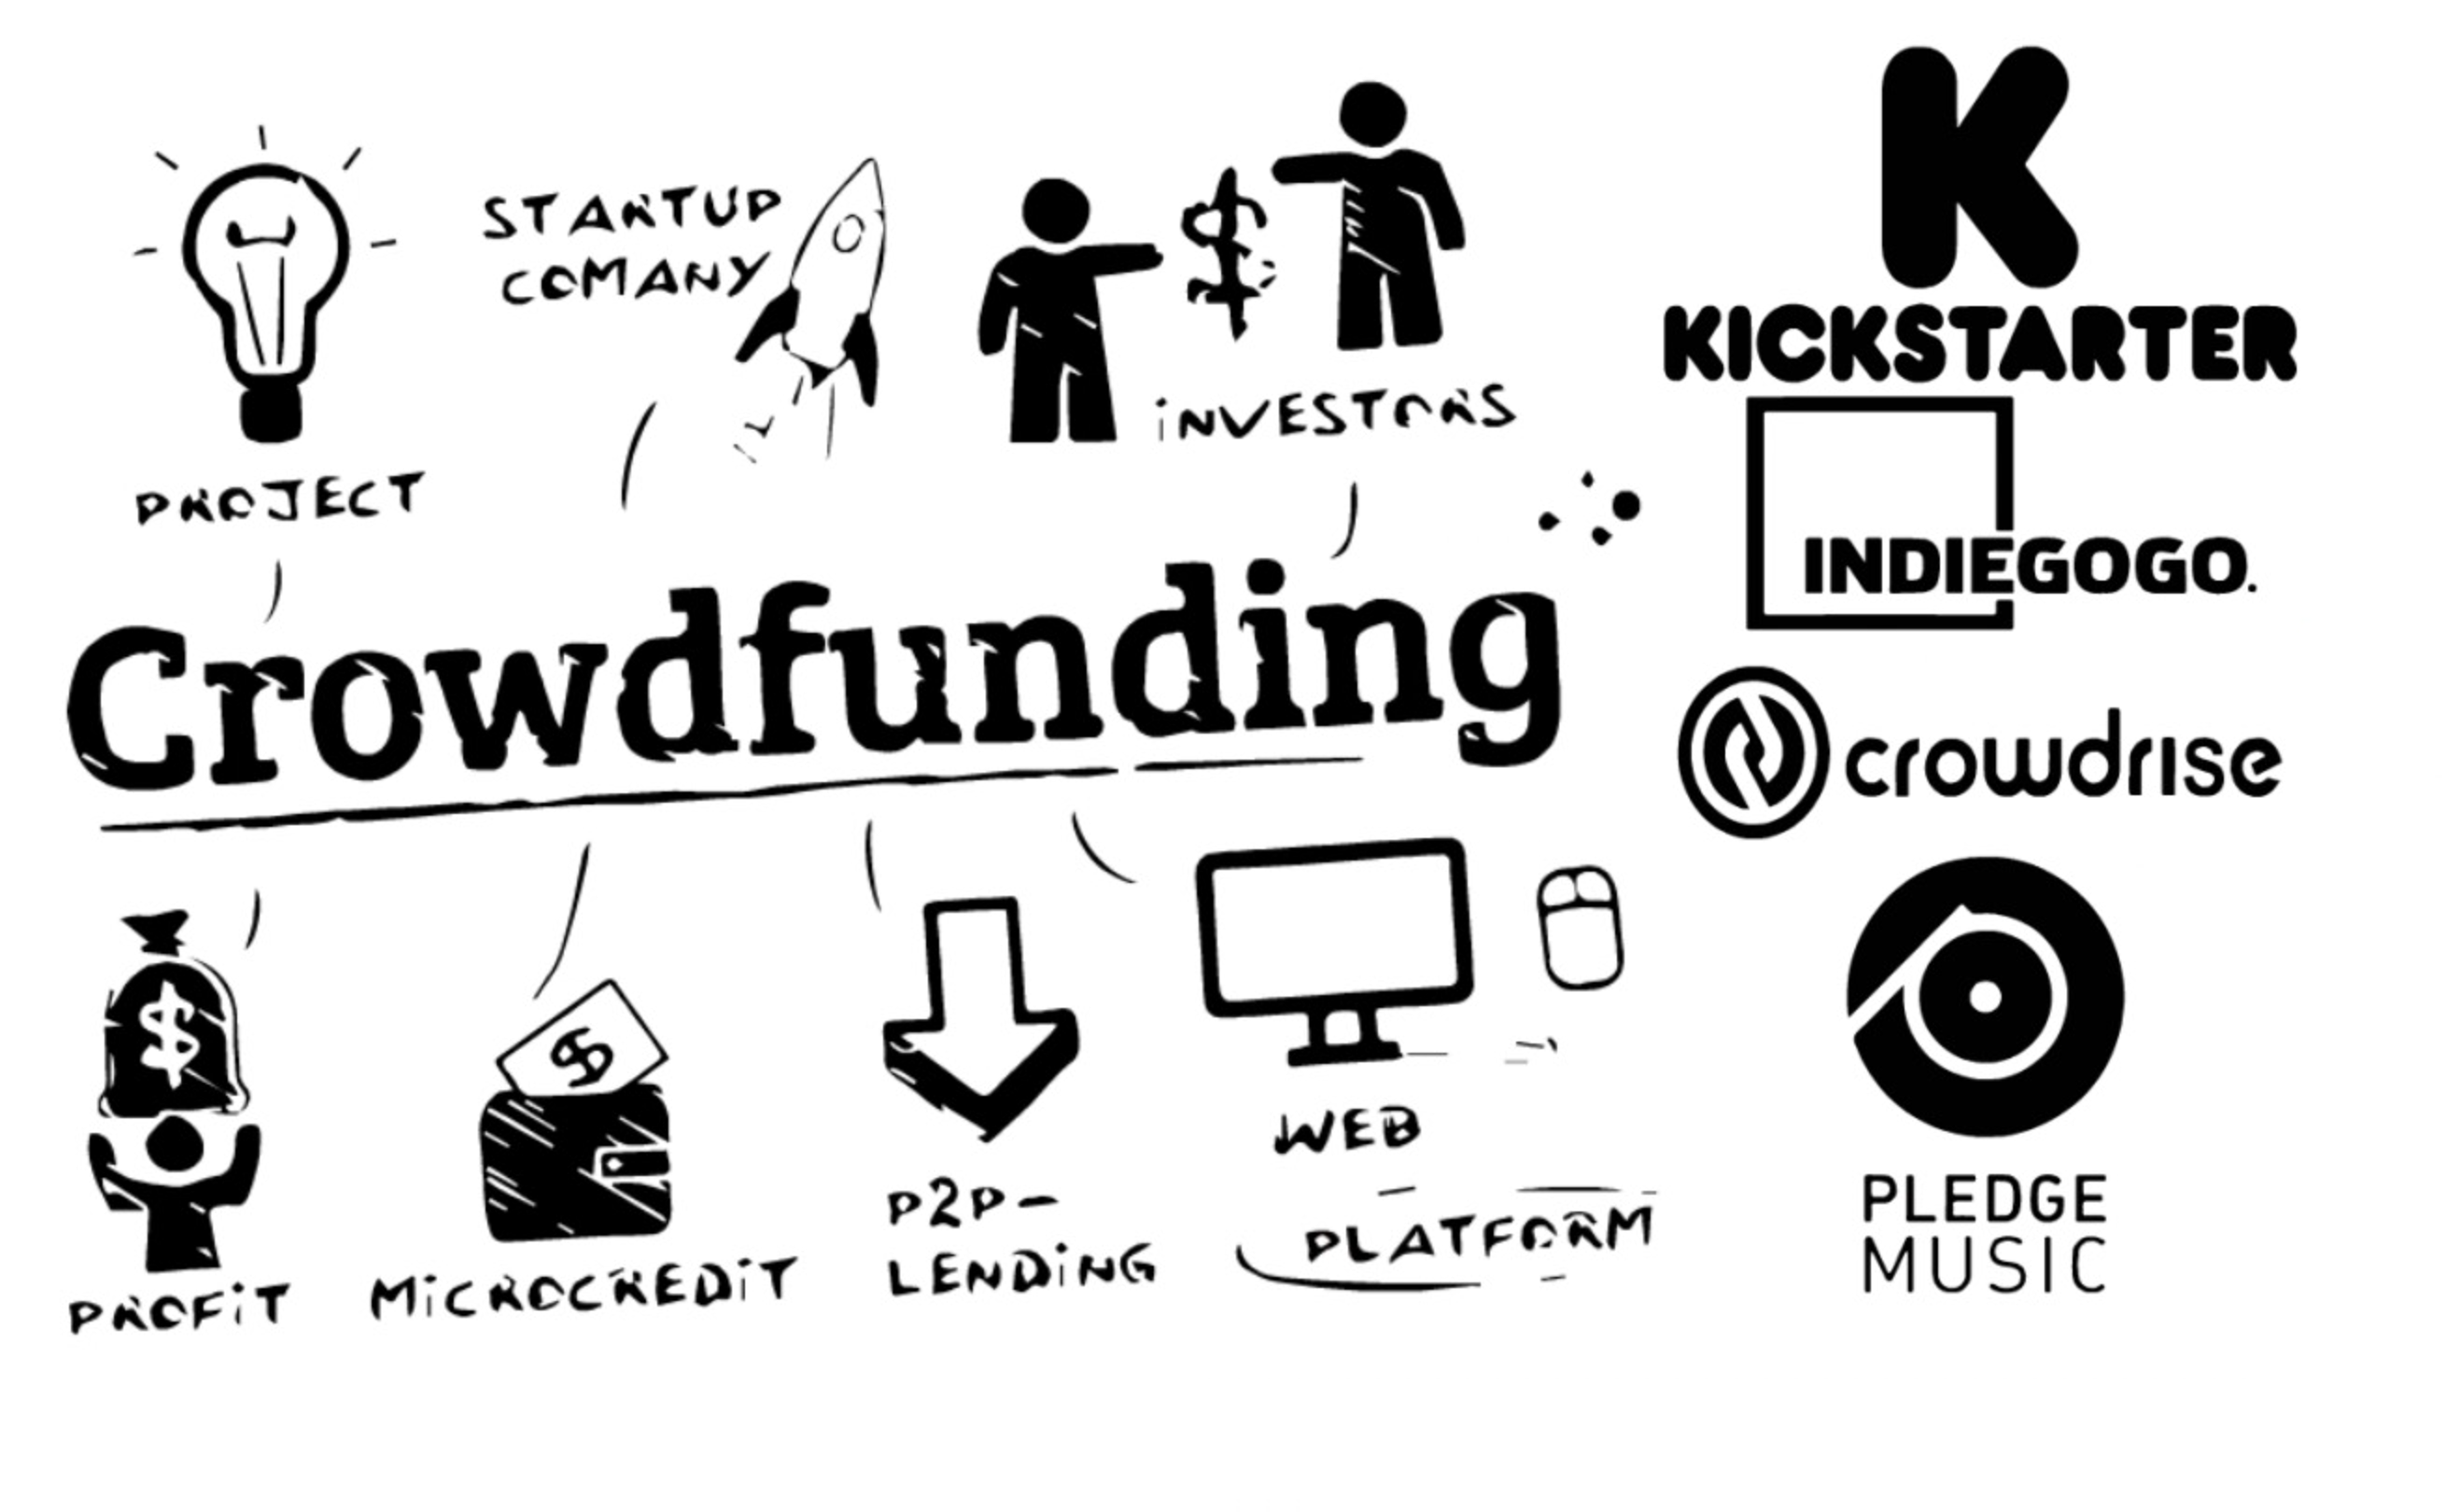 STARTUP
COMANY
INVESTORS
PROJECT
Crowdfunding
$
$
$
PROFIT
MICROCREDIT
P2P-
LENDING
WEB
PLATFORM
K
KICKSTARTER
INDIEGOGO.
crowdrise
PLEDGE
MUSIC